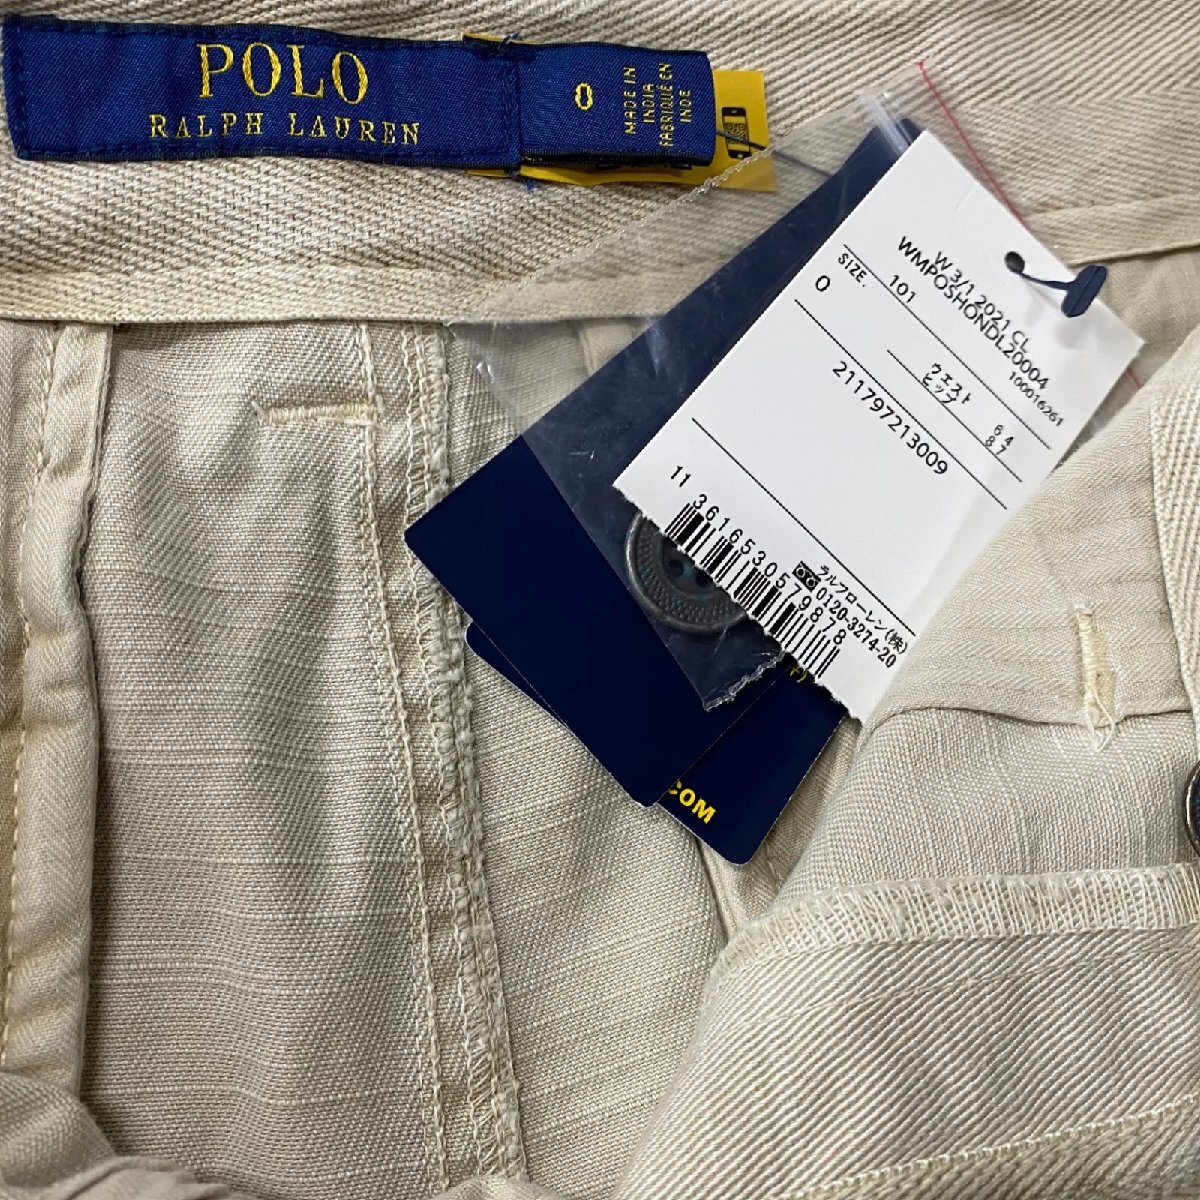 POLO
RALPH LAUREN
0
MADE IN
INDIA
FABRIQUÉ EN
INDE
W 3/1 2021 CL
WMPOSHONDL20004
SIZE.
101
100016261
0
ウエスト 64
ヒップ 87
211797213009
11
3616530579878
ラルフローレン(株)
0120-3274-20
.COM